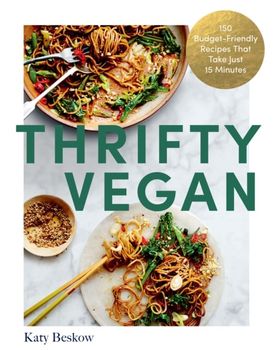 150
Budget-Friendly
Recipes That
Take Just
15 Minutes
THRIFTY
VEGAN
Katy Beskow